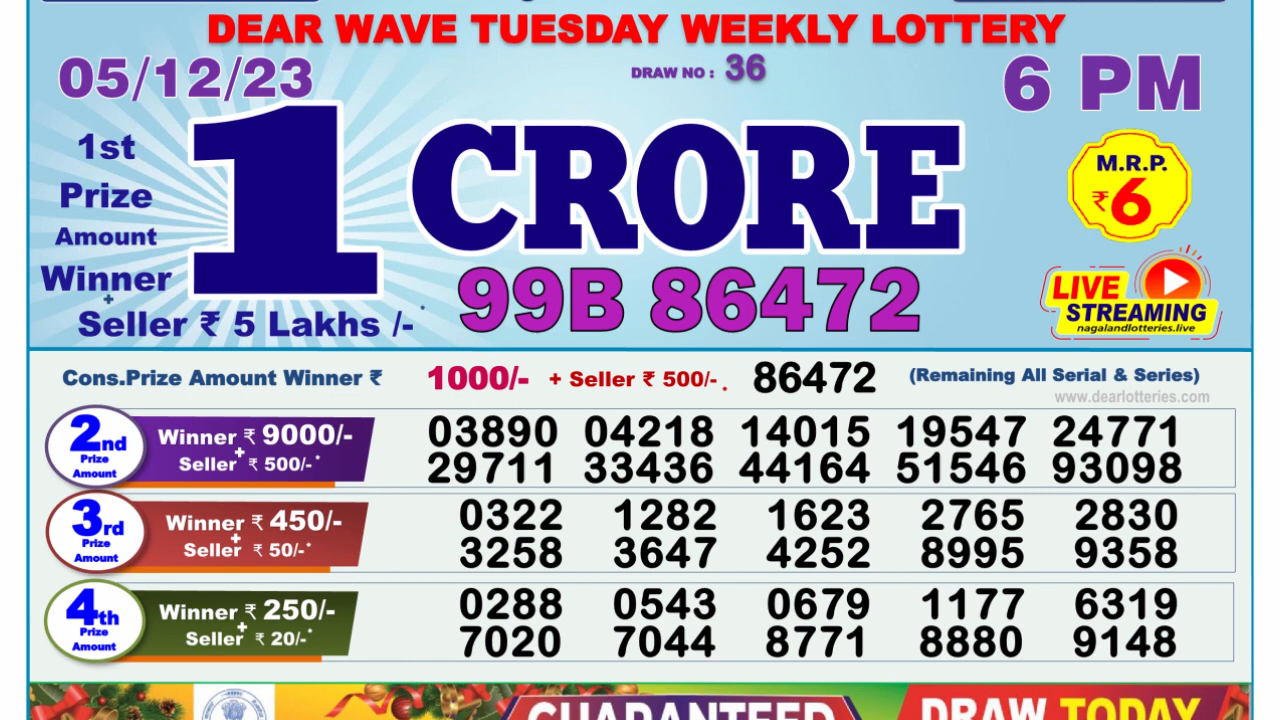 DEAR WAVE TUESDAY WEEKLY LOTTERY
05/12/23
DRAW NO : 36
6 PM
1st
Prize
Amount
Winner
1 CRORE
M.R.P.
₹6
99B 86472
+
Seller ₹ 5 Lakhs /- *
LIVE
STREAMING
nagalandlotteries.live
Cons.Prize Amount Winner ₹ 1000/- + Seller ₹ 500/- . 86472 (Remaining All Serial & Series)
www.dearlotteries.com
2nd
Prize
Amount
Winner ₹ 9000/-
+
Seller ₹ 500/- *
03890 04218 14015 19547 24771
29711 33436 44164 51546 93098
3rd
Prize
Amount
Winner ₹ 450/-
+
Seller ₹ 50/- *
0322 1282 1623 2765 2830
3258 3647 4252 8995 9358
4th
Prize
Amount
Winner ₹ 250/-
+
Seller ₹ 20/- *
0288 0543 0679 1177 6319
7020 7044 8771 8880 9148
GUARANTEED
DRAW TODAY